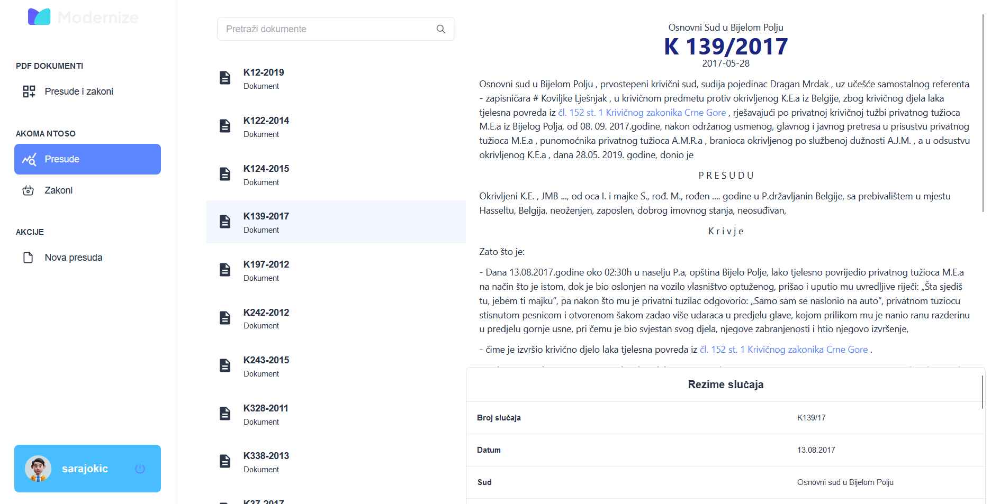 Modernize
PDF DOKUMENTI
Presude i zakoni
AKOMA NTOSO
Presude
Zakoni
AKCIJE
Nova presuda
sarajokic
Pretraži dokumente
K12-2019
Dokument
K122-2014
Dokument
K124-2015
Dokument
K139-2017
Dokument
K197-2012
Dokument
K242-2012
Dokument
K243-2015
Dokument
K328-2011
Dokument
K338-2013
Dokument
K37-2017
Osnovni Sud u Bijelom Polju
K 139/2017
2017-05-28
Osnovni sud u Bijelom Polju , prvostepeni krivični sud, sudija pojedinac Dragan Mrdak , uz učešće samostalnog referenta
- zapisničara # Koviljke Lješnjak , u krivičnom predmetu protiv okrivljenog K.E.a iz Belgije, zbog krivičnog djela laka
tjelesna povreda iz čl. 152 st. 1 Krivičnog zakonika Crne Gore , rješavajući po privatnoj krivičnoj tužbi privatnog tužioca
M.E.a iz Bijelog Polja, od 08. 09. 2017.godine, nakon održanog usmenog, glavnog i javnog pretresa u prisustvu privatnog
tužioca M.E.a , punomoćnika privatnog tužioca A.M.R.a , branioca okrivljenog po službenoj dužnosti A.J.M. , a u odsustvu
okrivljenog K.E.a , dana 28.05. 2019. godine, donio je
P R E S U D U
Okrivljeni K.E. , JMB ..., od oca I. i majke S., rođ. M., rođen .... godine u P.državljanin Belgije, sa prebivalištem u mjestu
Hasseltu, Belgija, neoženjen, zaposlen, dobrog imovnog stanja, neosuđivan,
K r i v j e
Zato što je:
- Dana 13.08.2017.godine oko 02:30h u naselju P.a, opština Bijelo Polje, lako tjelesno povrijedio privatnog tužioca M.E.a
na način što je istom, dok je bio oslonjen na vozilo vlasništvo optuženog, prišao i uputio mu uvredljive riječi: „Šta sjediš
tu, jebem ti majku“, pa nakon što mu je privatni tuzilac odgovorio: „Samo sam se naslonio na auto“, privatnom tuziocu
stisnutom pesnicom i otvorenom šakom zadao više udaraca u predjelu glave, kojom prilikom mu je nanio ranu razderinu
u predjelu gornje usne, pri čemu je bio svjestan svog djela, njegove zabranjenosti i htio njegovo izvršenje,
- čime je izvršio krivično djelo laka tjelesna povreda iz čl. 152 st. 1 Krivičnog zakonika Crne Gore .
Rezime slučaja
Broj slučaja K139/17
Datum 13.08.2017
Sud Osnovni sud u Bijelom Polju